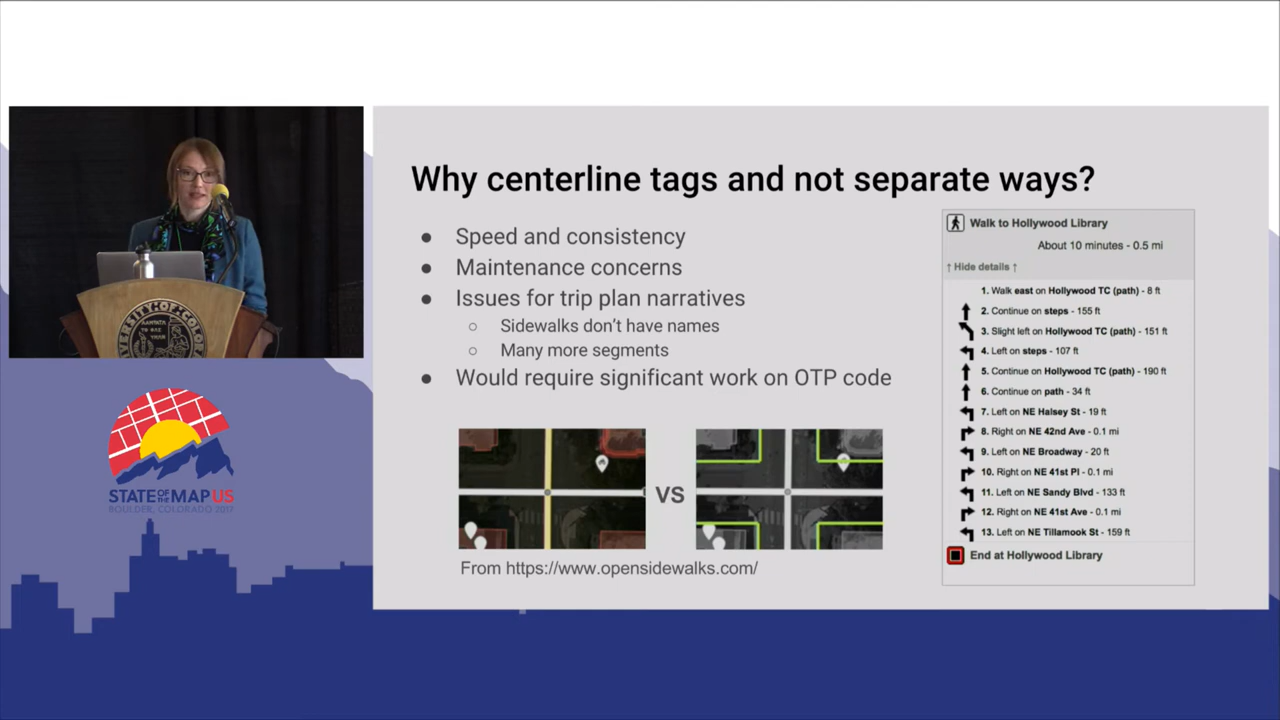 Why centerline tags and not separate ways?
● Speed and consistency
● Maintenance concerns
● Issues for trip plan narratives
○ Sidewalks don't have names
○ Many more segments
● Would require significant work on OTP code
VS
From https://www.opensidewalks.com/
Walk to Hollywood Library
About 10 minutes - 0.5 mi
↑ Hide details ↑
1. Walk east on Hollywood TC (path) - 8 ft
2. Continue on steps - 155 ft
3. Slight left on Hollywood TC (path) - 151 ft
4. Left on steps - 107 ft
5. Continue on Hollywood TC (path) - 190 ft
6. Continue on path - 34 ft
7. Left on NE Halsey St - 19 ft
8. Right on NE 42nd Ave - 0.1 mi
9. Left on NE Broadway - 20 ft
10. Right on NE 41st Pl - 0.1 mi
11. Left on NE Sandy Blvd - 133 ft
12. Right on NE 41st Ave - 0.1 mi
13. Left on NE Tillamook St - 159 ft
End at Hollywood Library
STATE OF THE MAP US
BOULDER, COLORADO 2017